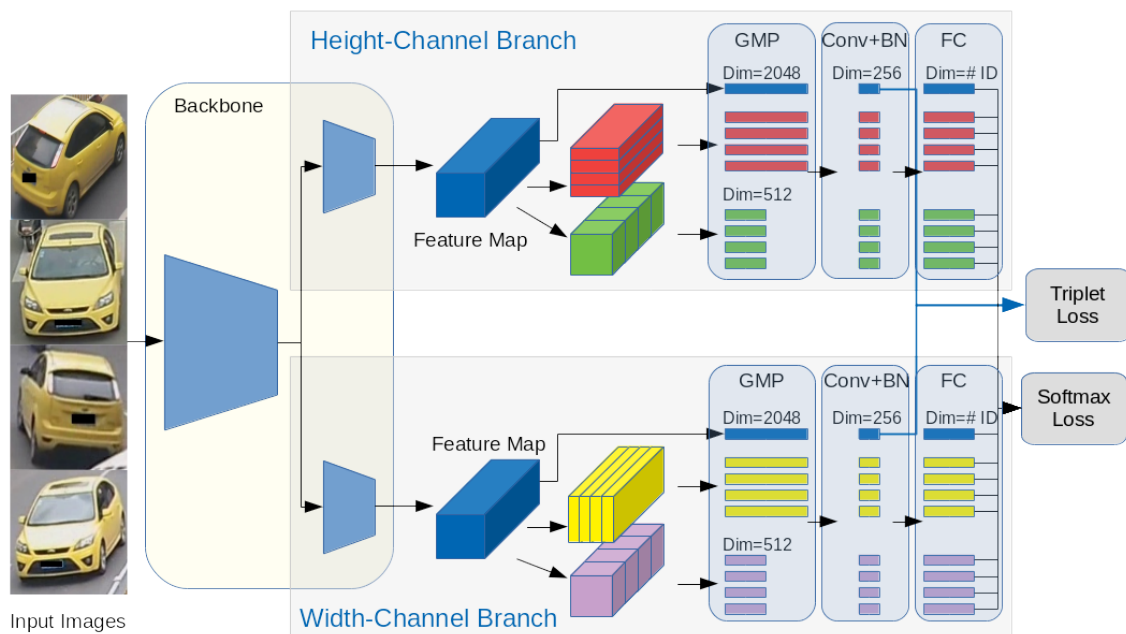 Height-Channel Branch
GMP
Conv+BN
FC
Backbone
Dim=2048
Dim=256
Dim=# ID
Dim=512
Feature Map
Triplet
Loss
GMP
Conv+BN
FC
Softmax
Loss
Feature Map
Dim=2048
Dim=256
Dim=# ID
Dim=512
Width-Channel Branch
Input Images